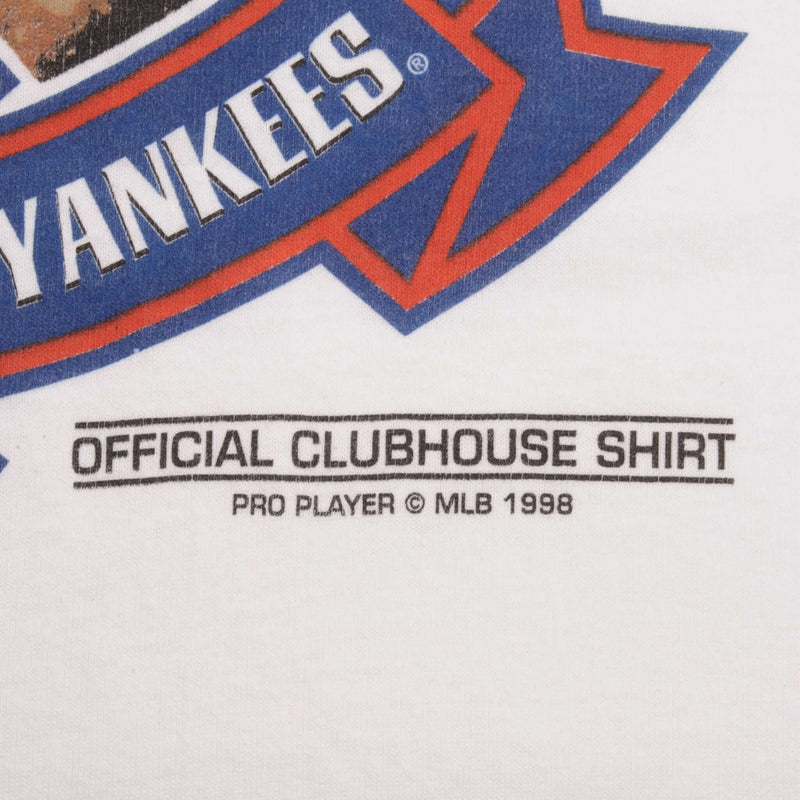 YANKEES®
OFFICIAL CLUBHOUSE SHIRT
PRO PLAYER © MLB 1998